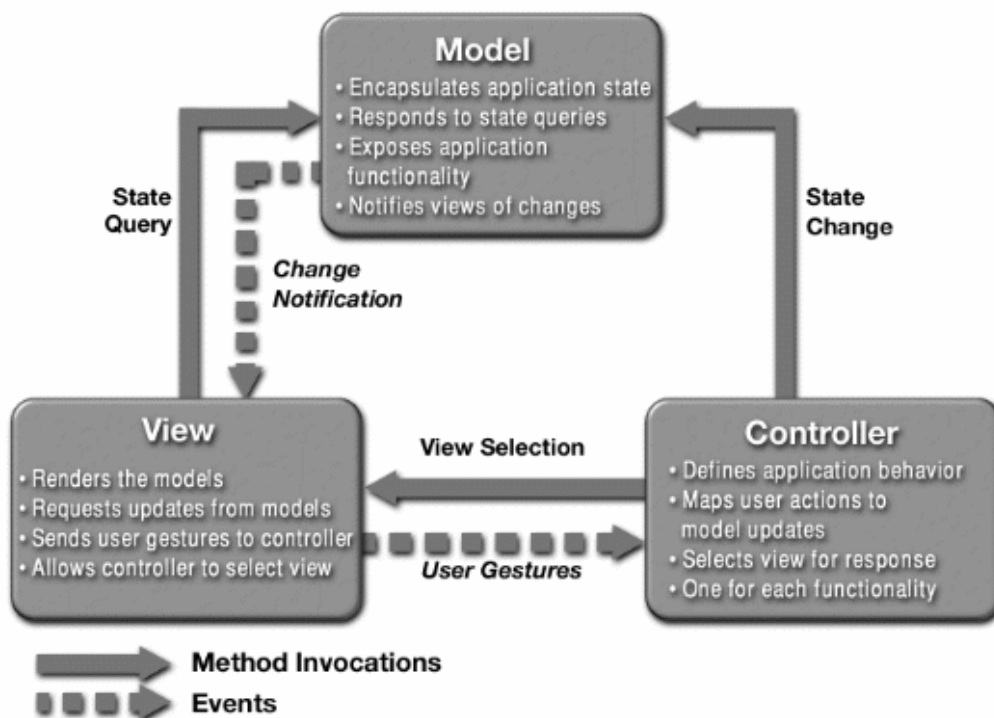 Model
• Encapsulates application state
• Responds to state queries
• Exposes application
functionality
• Notifies views of changes
State
Query
State
Change
Change
Notification
View
• Renders the models
• Requests updates from models
• Sends user gestures to controller
• Allows controller to select view
View Selection
User Gestures
Controller
• Defines application behavior
• Maps user actions to
model updates
• Selects view for response
• One for each functionality
Method Invocations
Events